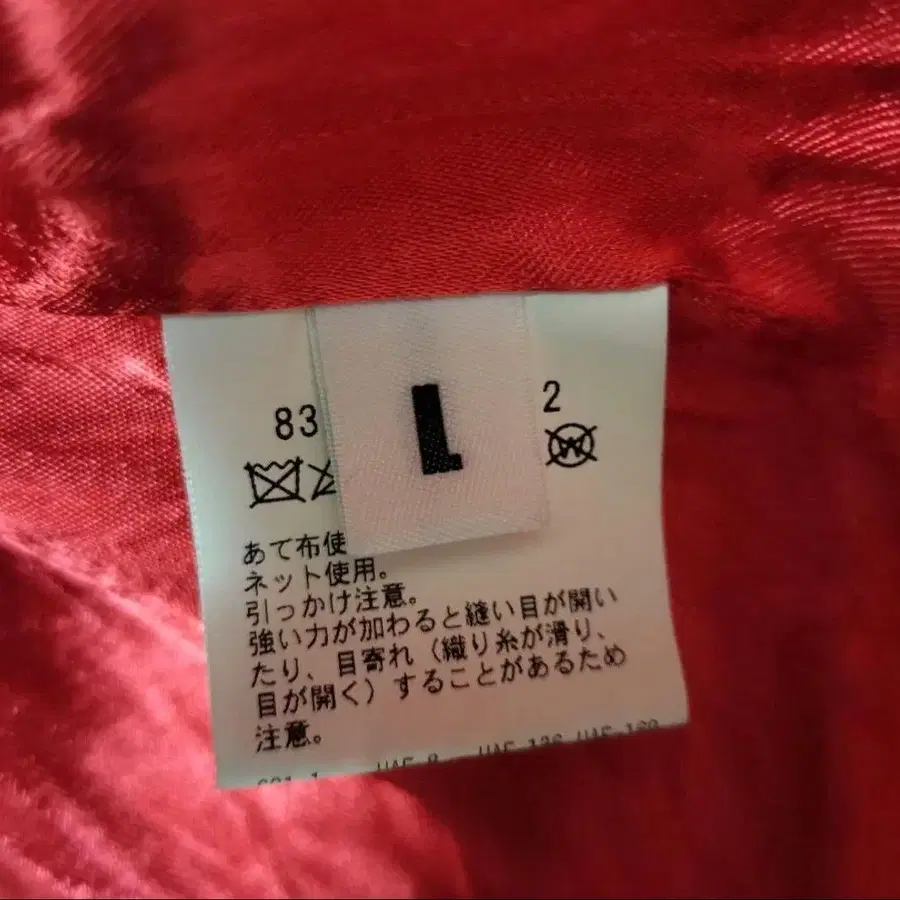 83
L
2
あて布使
ネット使用。
引っかけ注意。
強い力が加わると縫い目が開い
たり、目寄れ（織り糸が滑り、
目が開く）することがあるため
注意。